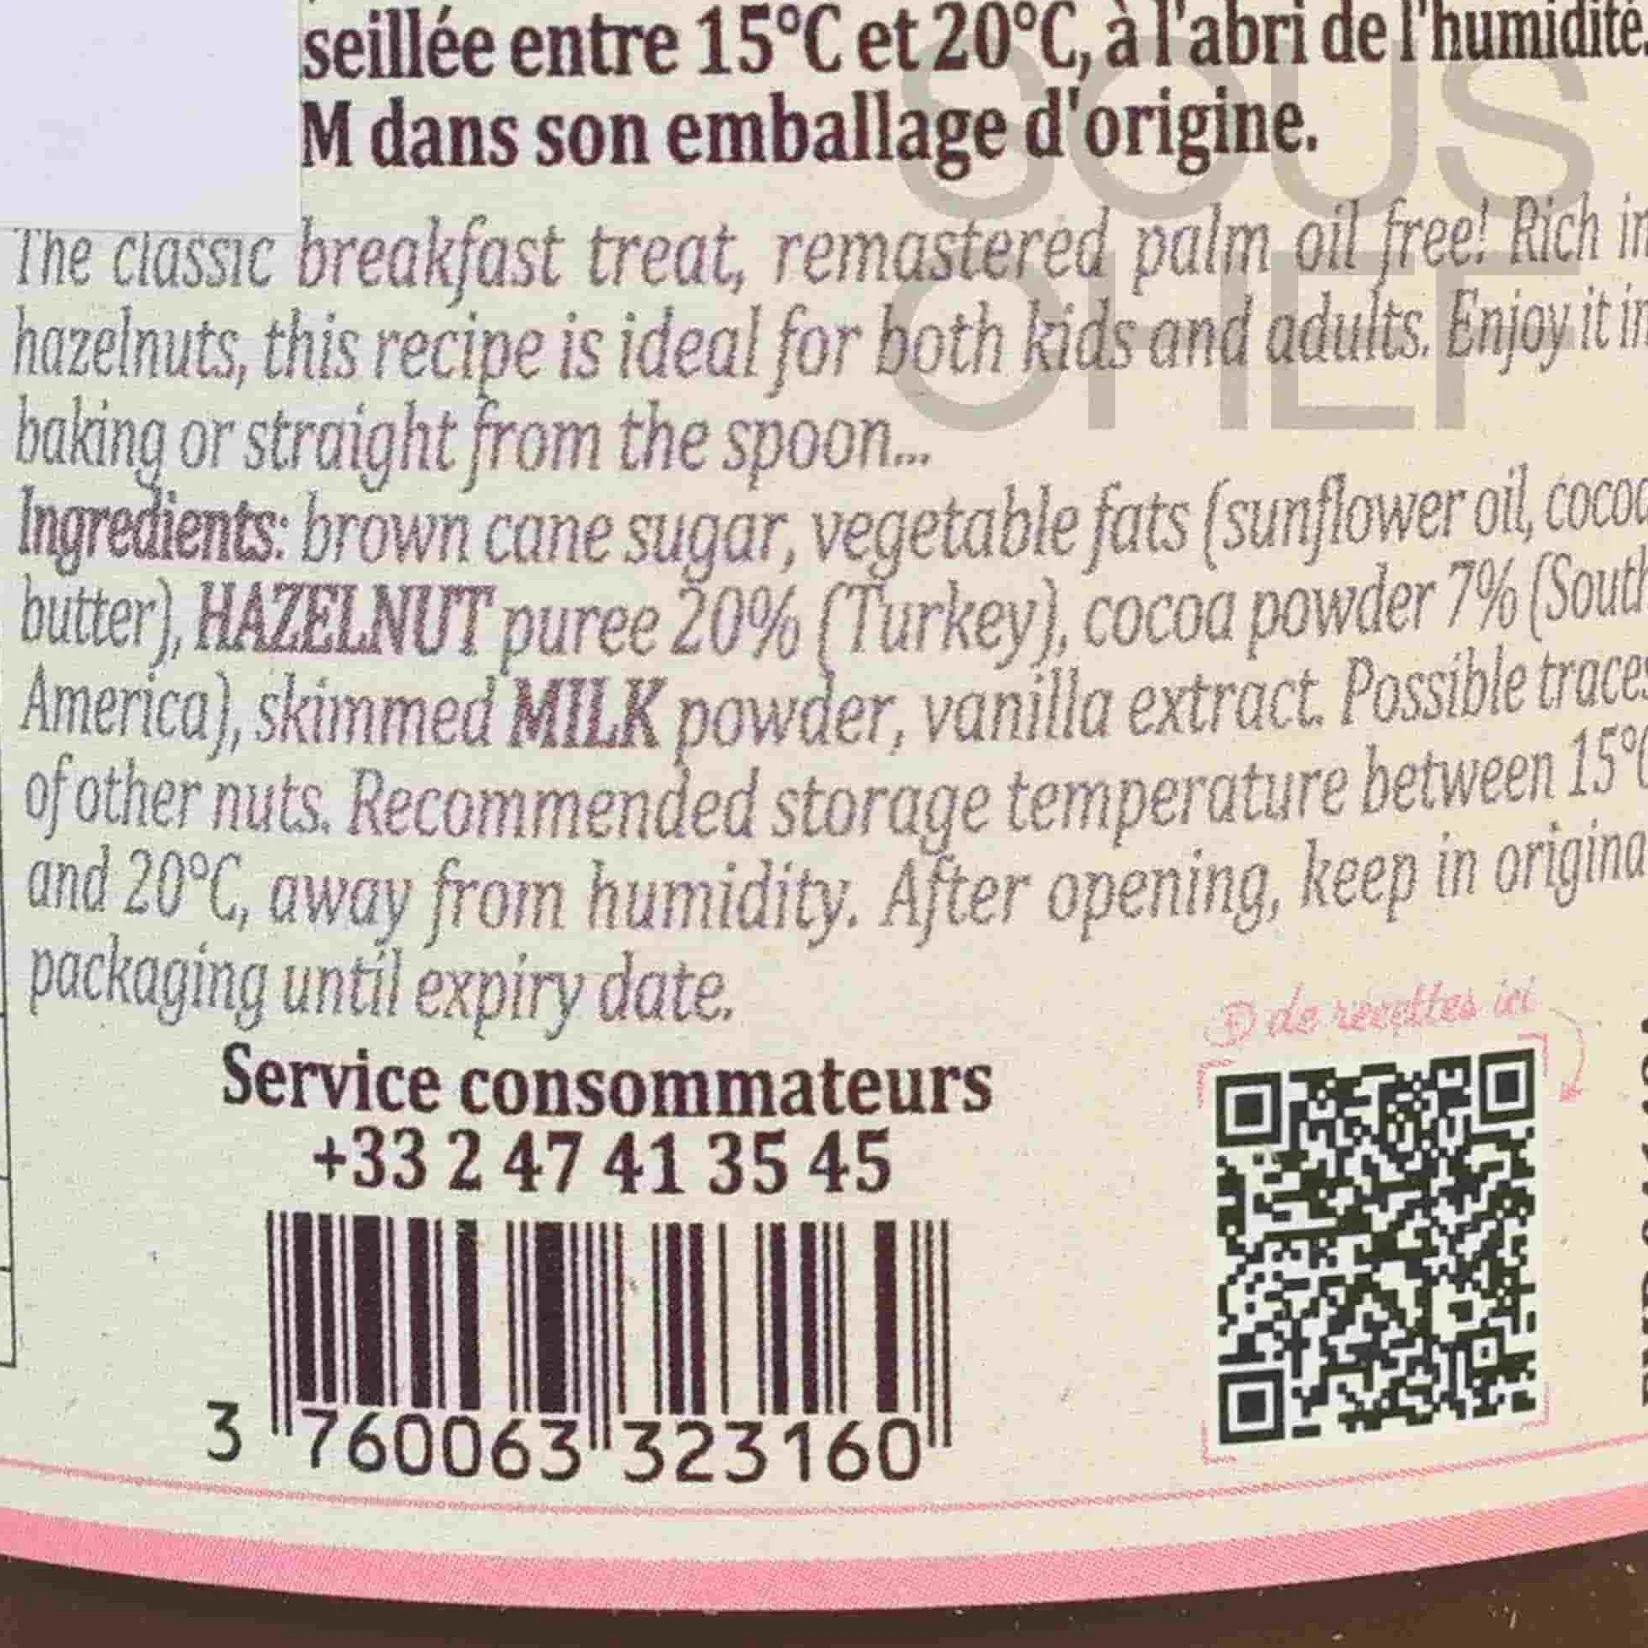 seillée entre 15°C et 20°C, à l'abri de l'humidité.
M dans son emballage d'origine.
SOUS
CHEF
The classic breakfast treat, remastered palm oil free! Rich in
hazelnuts, this recipe is ideal for both kids and adults. Enjoy it in
baking or straight from the spoon...
Ingredients: brown cane sugar, vegetable fats (sunflower oil, cocoa
butter), HAZELNUT puree 20% (Turkey), cocoa powder 7% (South
America), skimmed MILK powder, vanilla extract. Possible traces
of other nuts. Recommended storage temperature between 15°C
and 20°C, away from humidity. After opening, keep in original
packaging until expiry date.
de recettes ici
Service consommateurs
+33 2 47 41 35 45
3 760063 323160